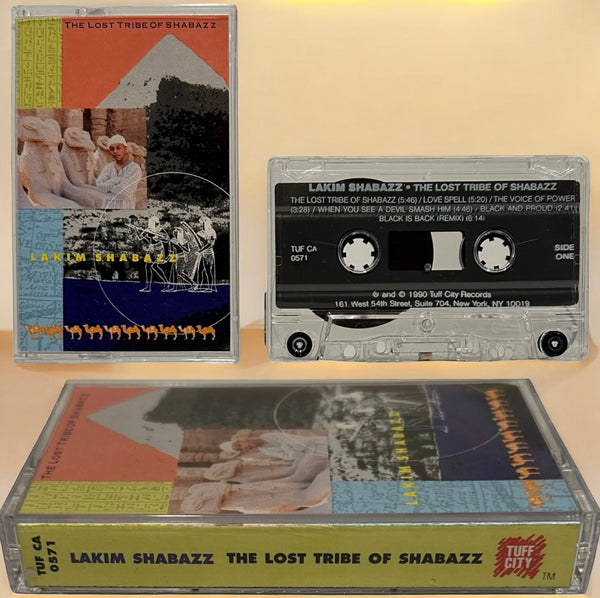 THE LOST TRIBE OF SHABAZZ
LAKIM SHABAZZ
LAKIM SHABAZZ • THE LOST TRIBE OF SHABAZZ
THE LOST TRIBE OF SHABAZZ (5:46) / LOVE SPELL (5:20) / THE VOICE OF POWER
(3:28) / WHEN YOU SEE A DEVIL SMASH HIM (4:46) / BLACK AND PROUD (2:41)
BLACK IS BACK (REMIX) (6:14)
TUF CA
0571
SIDE
ONE
℗ and © 1990 Tuff City Records
161 West 54th Street, Suite 704, New York, NY 10019
THE LOST TRIBE OF SHABAZZ
LAKIM SHABAZZ
TUF CA
0571
LAKIM SHABAZZ THE LOST TRIBE OF SHABAZZ
TUFF
CITY
TM